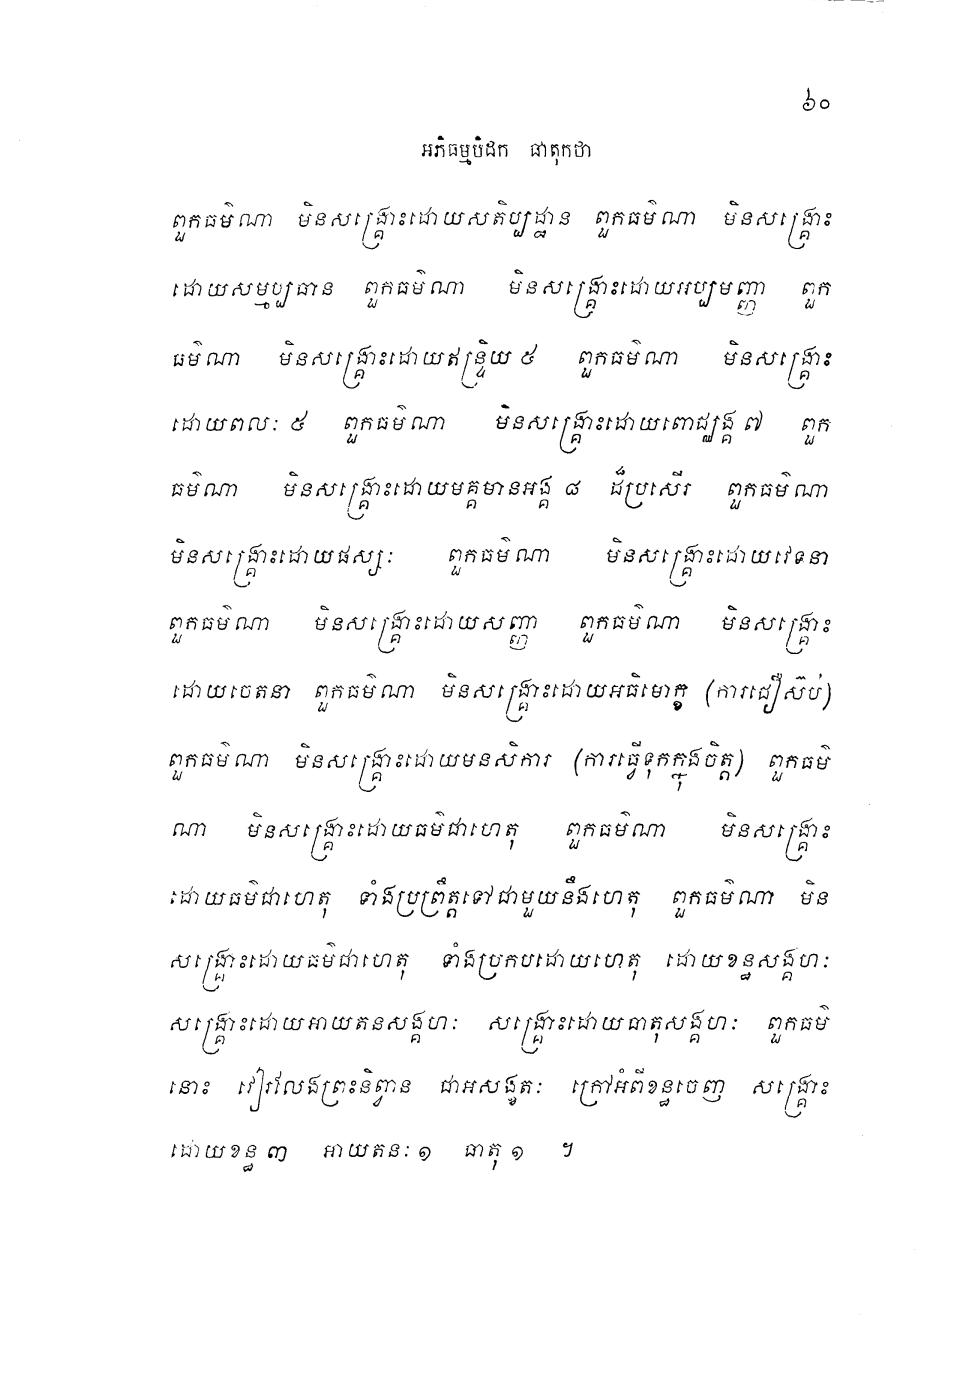 ៦០
អភិធម្មបិដក ធាតុកថា
ពួកធម៌ណា មិនសង្គ្រោះដោយសតិប្បដ្ឋាន ពួកធម៌ណា មិនសង្គ្រោះ
ដោយសម្មប្បធាន ពួកធម៌ណា មិនសង្គ្រោះដោយអប្បមញ្ញា ពួក
ធម៌ណា មិនសង្គ្រោះដោយឥន្ទ្រិយ ៥ ពួកធម៌ណា មិនសង្គ្រោះ
ដោយពលៈ ៥ ពួកធម៌ណា មិនសង្គ្រោះដោយពោជ្ឈង្គ ៧ ពួក
ធម៌ណា មិនសង្គ្រោះដោយមគ្គមានអង្គ ៨ ដ៏ប្រសើរ ពួកធម៌ណា
មិនសង្គ្រោះដោយផស្សៈ ពួកធម៌ណា មិនសង្គ្រោះដោយវេទនា
ពួកធម៌ណា មិនសង្គ្រោះដោយសញ្ញា ពួកធម៌ណា មិនសង្គ្រោះ
ដោយចេតនា ពួកធម៌ណា មិនសង្គ្រោះដោយអធិមោក្ខ (ការជឿស៊ប់)
ពួកធម៌ណា មិនសង្គ្រោះដោយមនសិការ (ការធ្វើទុកក្នុងចិត្ត) ពួកធម៌
ណា មិនសង្គ្រោះដោយធម៌ជាហេតុ ពួកធម៌ណា មិនសង្គ្រោះ
ដោយធម៌ជាហេតុ ទាំងប្រព្រឹត្តទៅជាមួយនឹងហេតុ ពួកធម៌ណា មិន
សង្គ្រោះដោយធម៌ជាហេតុ ទាំងប្រកបដោយហេតុ ដោយខន្ធសង្គហៈ
សង្គ្រោះដោយអាយតនសង្គហៈ សង្គ្រោះដោយធាតុសង្គហៈ ពួកធម៌
នោះ វៀរលែងព្រះនិព្វាន ជាអសង្ខតៈ ក្រៅអំពីខន្ធចេញ សង្គ្រោះ
ដោយខន្ធ ៣ អាយតនៈ ១ ធាតុ ១ ។